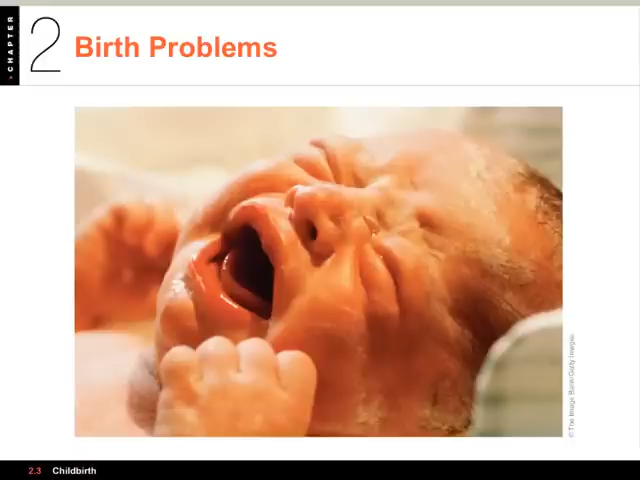 CHAPTER
2 Birth Problems
© The Image Bank/Getty Images
2.3 Childbirth